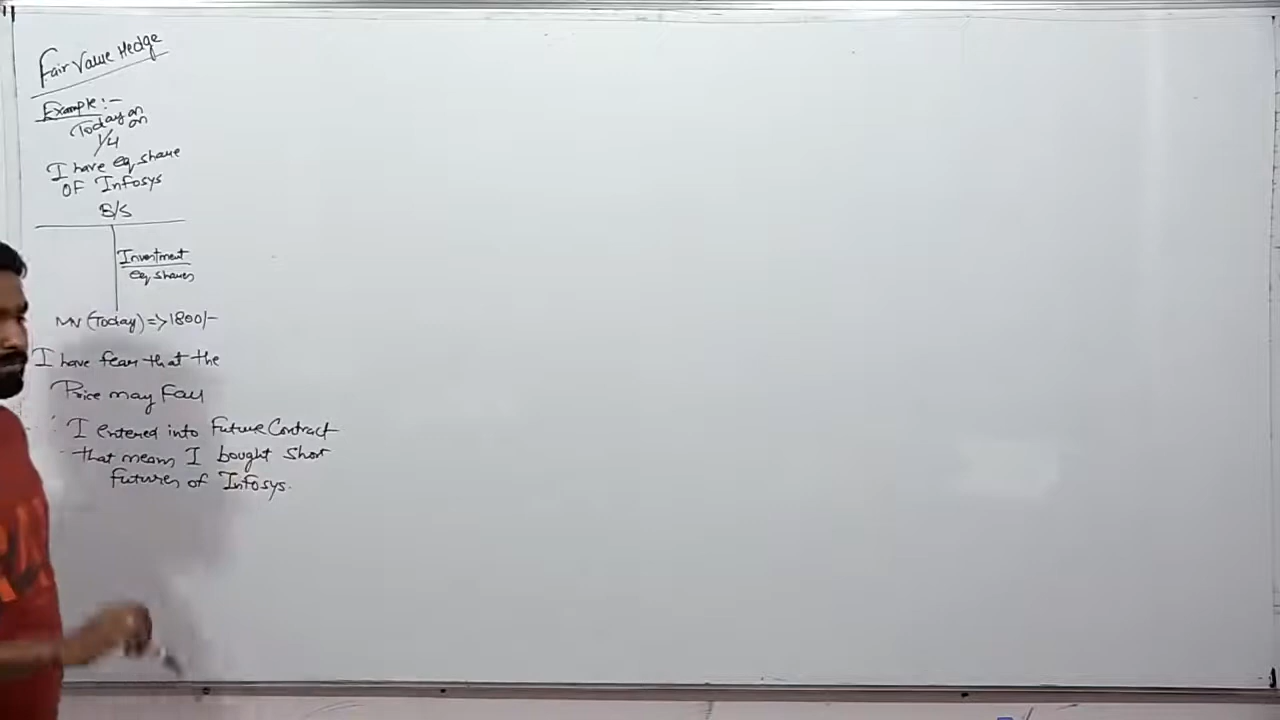 Fair Value Hedge
Example:-
Today on
on
1/4
I have eq share
OF Infosys
B/S
Investment
eq shares
MV (Today) => 1800/-
I have fear that the
Price may Fall
I entered into Future Contract
that means I bought Short
Futures of Infosys.